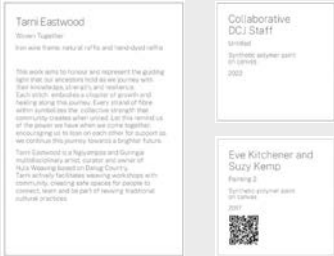 Tami Eastwood
Woven Together
Iron wire frame, natural raffia and hand-dyed raffia
This work aims to honour and represent the guiding
light that our ancestors hold as we journey with
their knowledge, strength and resilience.
Each stitch embodies a chapter of growth and
healing along this journey. Every strand of fibre
within symbolises the collective strength that
community creates when united. Let this remind us
of the power we have when we come together,
encouraging us to lean on each other for support as
we continue this journey towards a brighter future.
Tami Eastwood is a Ngiyampaa and
multidisciplinary artist, curator and owner of
Weaving based on Darug Country.
Tami actively facilitates weaving workshops with
community, creating safe spaces for people to
connect, learn and be part of reviving traditional
cultural practices.
Collaborative
DCJ Staff
Untitled
Synthetic polymer paint
on canvas
2023
Eve Kitchener and
Suzy Kemp
Painting 2
Synthetic polymer paint
on canvas